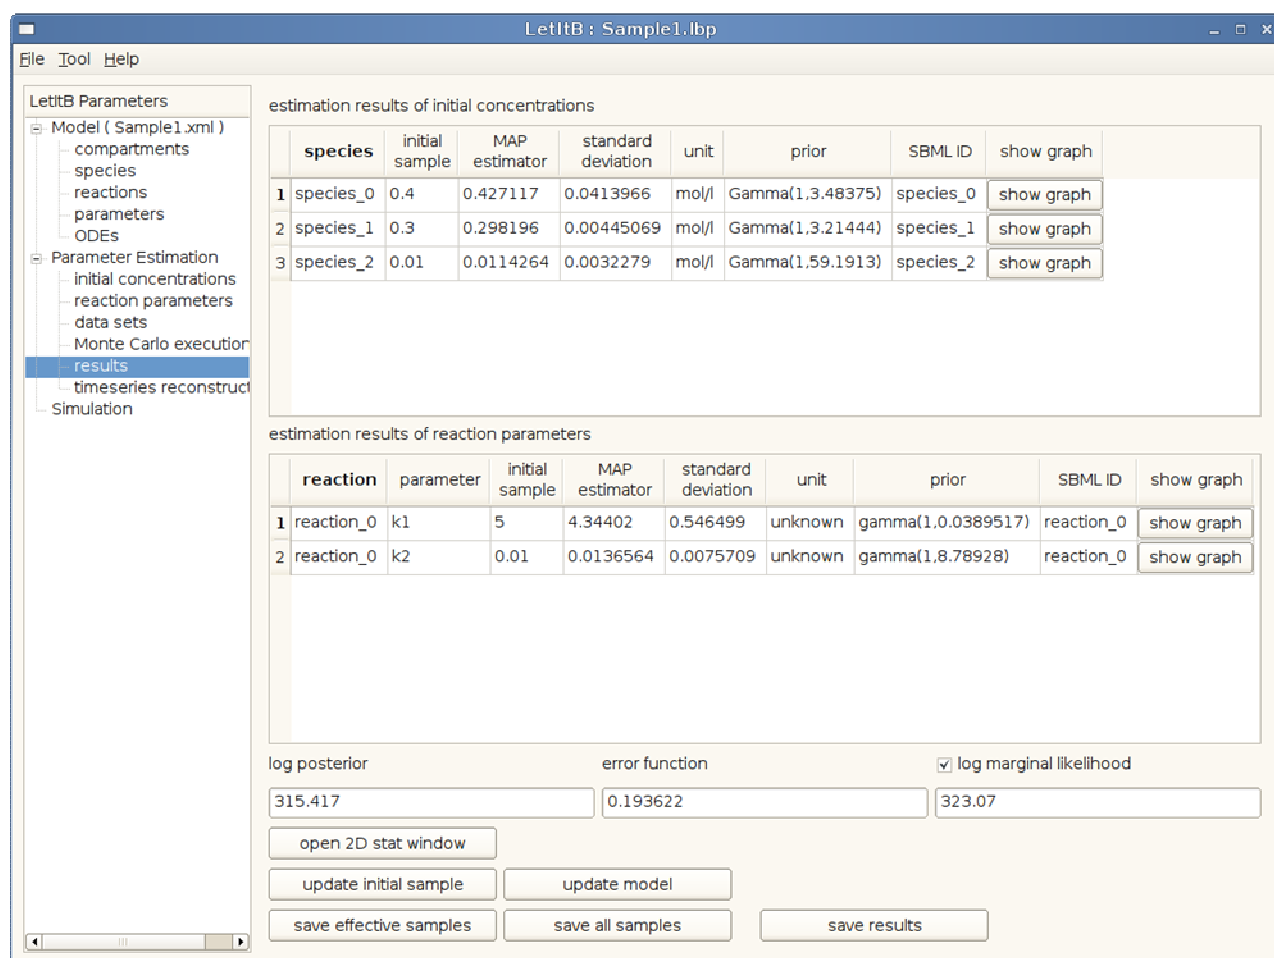 LetItB : Sample1.lbp
File Tool Help
LetItB Parameters
Model ( Sample1.xml )
compartments
species
reactions
parameters
ODEs
Parameter Estimation
initial concentrations
reaction parameters
data sets
Monte Carlo execution
results
timeseries reconstruct
Simulation
estimation results of initial concentrations
species initial sample MAP estimator standard deviation unit prior SBML ID show graph
1 species_0 0.4 0.427117 0.0413966 mol/l Gamma(1,3.48375) species_0 show graph
2 species_1 0.3 0.298196 0.00445069 mol/l Gamma(1,3.21444) species_1 show graph
3 species_2 0.01 0.0114264 0.0032279 mol/l Gamma(1,59.1913) species_2 show graph
estimation results of reaction parameters
reaction parameter initial sample MAP estimator standard deviation unit prior SBML ID show graph
1 reaction_0 k1 5 4.34402 0.546499 unknown gamma(1,0.0389517) reaction_0 show graph
2 reaction_0 k2 0.01 0.0136564 0.0075709 unknown gamma(1,8.78928) reaction_0 show graph
log posterior error function log marginal likelihood
315.417 0.193622 323.07
open 2D stat window
update initial sample update model
save effective samples save all samples save results